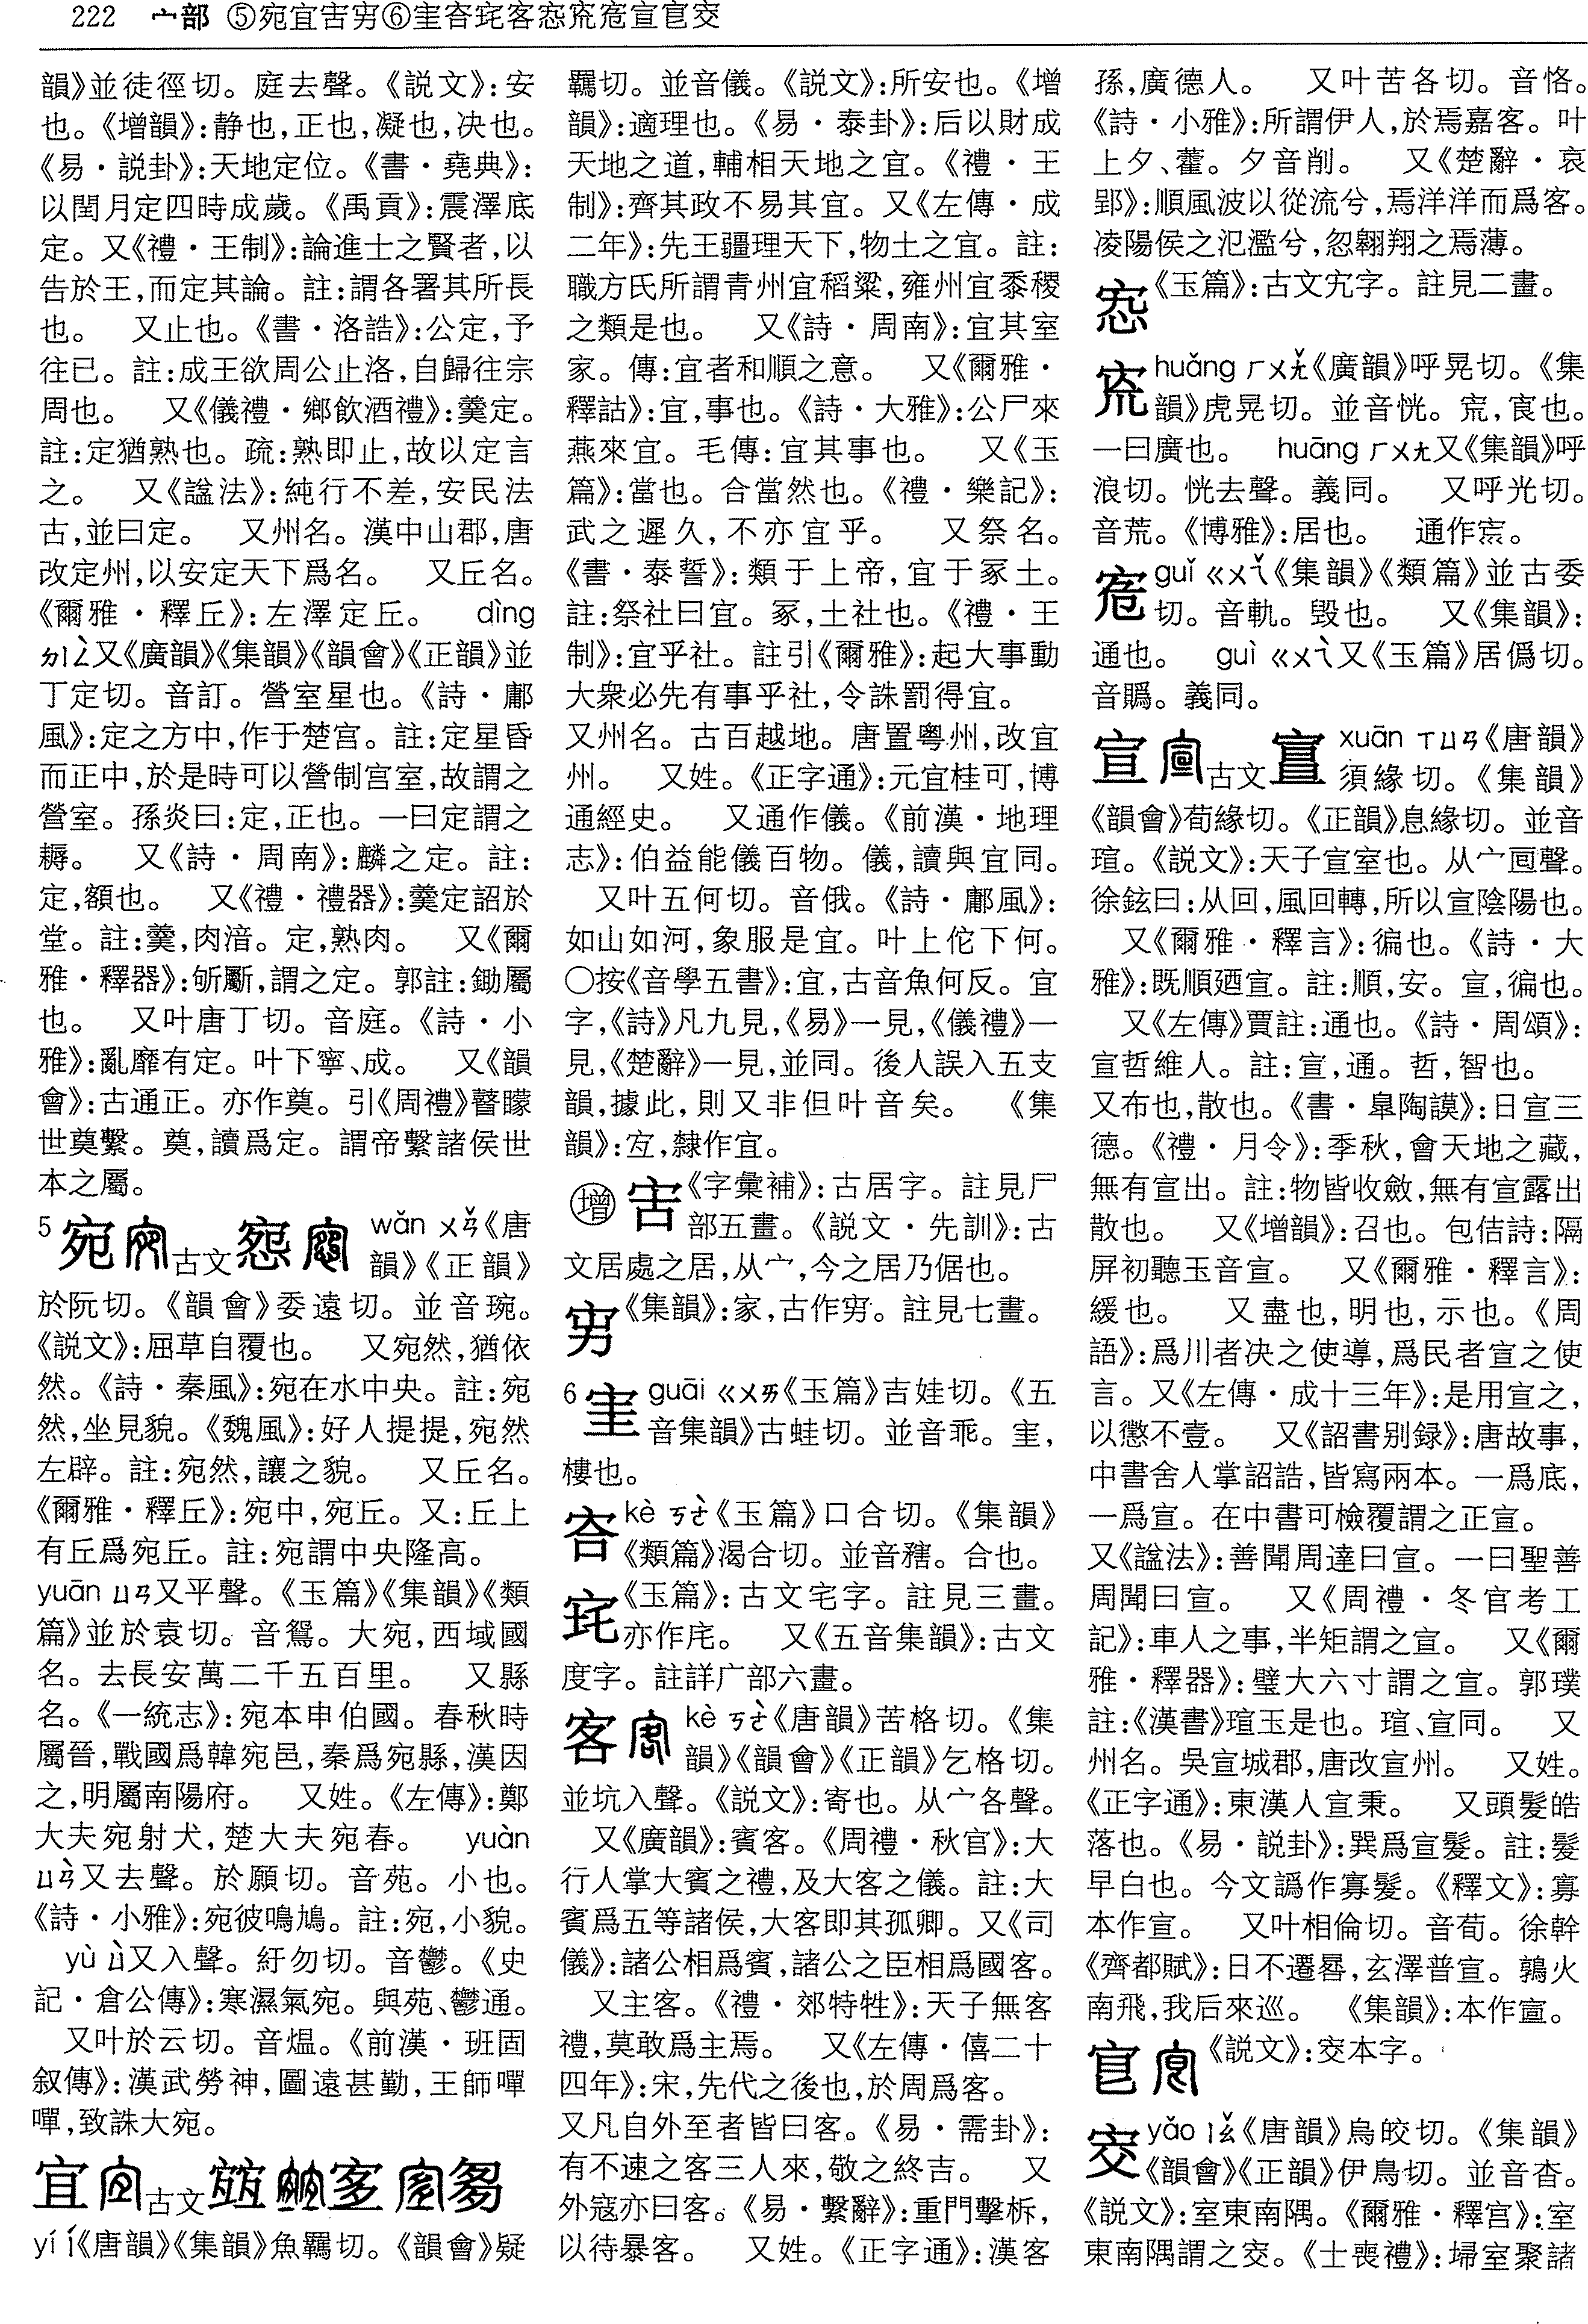 222 宀部 ⑤宛宜㝒㝑⑥㝔㝓㝖客㝐㝗㝘宣㝙㝔
韻》並徒徑切。庭去聲。《説文》:安
也。《增韻》:静也,正也,凝也,决也。
《易·説卦》:天地定位。《書·堯典》:
以閏月定四時成歲。《禹貢》:震澤底
定。又《禮·王制》:論進士之賢者,以
告於王,而定其論。註:謂各署其所長
也。 又止也。《書·洛誥》:公定,予
往已。註:成王欲周公止洛,自歸往宗
周也。 又《儀禮·鄉飲酒禮》:羹定。
註:定猶熟也。疏:熟即止,故以定言
之。 又《諡法》:純行不差,安民法
古,並曰定。 又州名。漢中山郡,唐
改定州,以安定天下爲名。 又丘名。
《爾雅·釋丘》:左澤定丘。 dìng
ㄉㄧㄥˋ又《廣韻》《集韻》《韻會》《正韻》並
丁定切。音訂。營室星也。《詩·鄘
風》:定之方中,作于楚宫。註:定星昏
而正中,於是時可以營制宫室,故謂之
營室。孫炎曰:定,正也。一曰定謂之
耨。 又《詩·周南》:麟之定。註:
定,額也。 又《禮·禮器》:羹定詔於
堂。註:羹,肉湆。定,熟肉。 又《爾
雅·釋器》:斪斸,謂之定。郭註:鋤屬
也。 又叶唐丁切。音庭。《詩·小
雅》:亂靡有定。叶下寧、成。 又《韻
會》:古通正。亦作奠。引《周禮》瞽矇
世奠繫。奠,讀爲定。謂帝繫諸侯世
本之屬。
5 宛 古文惌 wǎn ㄨㄢˇ《唐
韻》《正韻》
於阮切。《韻會》委遠切。並音琬。
《説文》:屈草自覆也。 又宛然,猶依
然。《詩·秦風》:宛在水中央。註:宛
然,坐見貌。《魏風》:好人提提,宛然
左辟。註:宛然,讓之貌。 又丘名。
《爾雅·釋丘》:宛中,宛丘。又:丘上
有丘爲宛丘。註:宛謂中央隆高。
yuān ㄩㄢ又平聲。《玉篇》《集韻》《類
篇》並於袁切。音鴛。大宛,西域國
名。去長安萬二千五百里。 又縣
名。《一統志》:宛本申伯國。春秋時
屬晉,戰國爲韓宛邑,秦爲宛縣,漢因
之,明屬南陽府。 又姓。《左傳》:鄭
大夫宛射犬,楚大夫宛春。 yuàn
ㄩㄢˋ又去聲。於願切。音苑。小也。
《詩·小雅》:宛彼鳴鳩。註:宛,小貌。
yù ㄩˋ又入聲。紆勿切。音鬱。《史
記·倉公傳》:寒濕氣宛。與苑、鬱通。
又叶於云切。音煴。《前漢·班固
叙傳》:漢武勞神,圖遠甚勤,王師嘽
嘽,致誅大宛。
宜 古文
yí ㄧˊ《唐韻》《集韻》魚羈切。《韻會》疑
羈切。並音儀。《説文》:所安也。《增
韻》:適理也。《易·泰卦》:后以財成
天地之道,輔相天地之宜。《禮·王
制》:齊其政不易其宜。又《左傳·成
二年》:先王疆理天下,物土之宜。註:
職方氏所謂青州宜稻粱,雍州宜黍稷
之類是也。 又《詩·周南》:宜其室
家。傳:宜者和順之意。 又《爾雅·
釋詁》:宜,事也。《詩·大雅》:公尸來
燕來宜。毛傳:宜其事也。 又《玉
篇》:當也。合當然也。《禮·樂記》:
武之遲久,不亦宜乎。 又祭名。
《書·泰誓》:類于上帝,宜于冢土。
註:祭社曰宜。冢,土社也。《禮·王
制》:宜乎社。註引《爾雅》:起大事動
大衆必先有事乎社,令誅罰得宜。
又州名。古百越地。唐置粤州,改宜
州。 又姓。《正字通》:元宜桂可,博
通經史。 又通作儀。《前漢·地理
志》:伯益能儀百物。儀,讀與宜同。
又叶五何切。音俄。《詩·鄘風》:
如山如河,象服是宜。叶上佗下何。
〇按《音學五書》:宜,古音魚何反。宜
字,《詩》凡九見,《易》一見,《儀禮》一
見,《楚辭》一見,並同。後人誤入五支
韻,據此,則又非但叶音矣。 《集
韻》:宐,隸作宜。
增 《字彙補》:古居字。註見尸
部五畫。《説文·先訓》:古
文居處之居,从宀,今之居乃倨也。
《集韻》:家,古作㝑。註見七畫。
6 guāi ㄍㄨㄞ《玉篇》吉娃切。《五
音集韻》古蛙切。並音乖。,
樓也。
kè ㄎㄜˋ《玉篇》口合切。《集韻》
《類篇》渴合切。並音㾧。合也。
《玉篇》:古文宅字。註見三畫。
亦作㡯。 又《五音集韻》:古文
度字。註詳广部六畫。
客 kè ㄎㄜˋ《唐韻》苦格切。《集
韻》《韻會》《正韻》乞格切。
並坑入聲。《説文》:寄也。从宀各聲。
又《廣韻》:賓客。《周禮·秋官》:大
行人掌大賓之禮,及大客之儀。註:大
賓爲五等諸侯,大客即其孤卿。又《司
儀》:諸公相爲賓,諸公之臣相爲國客。
又主客。《禮·郊特牲》:天子無客
禮,莫敢爲主焉。 又《左傳·僖二十
四年》:宋,先代之後也,於周爲客。
又凡自外至者皆曰客。《易·需卦》:
有不速之客三人來,敬之終吉。 又
外寇亦曰客。《易·繫辭》:重門擊柝,
以待暴客。 又姓。《正字通》:漢客
孫,廣德人。 又叶苦各切。音恪。
《詩·小雅》:所謂伊人,於焉嘉客。叶
上夕、藿。夕音削。 又《楚辭·哀
郢》:順風波以從流兮,焉洋洋而爲客。
凌陽侯之氾濫兮,忽翱翔之焉薄。
《玉篇》:古文宄字。註見二畫。
huǎng ㄏㄨㄤˇ《廣韻》呼晃切。《集
韻》虎晃切。並音恍。㝩,㝗也。
一曰廣也。 huāng ㄏㄨㄤ又《集韻》呼
浪切。恍去聲。義同。 又呼光切。
音荒。《博雅》:居也。 通作㝃。
guǐ ㄍㄨㄟˇ《集韻》《類篇》並古委
切。音軌。毁也。 又《集韻》:
通也。 guì ㄍㄨㄟˋ又《玉篇》居僞切。
音賵。義同。
宣 古文 xuān ㄒㄩㄢ《唐韻》
須緣切。《集韻》
《韻會》荀緣切。《正韻》息緣切。並音
瑄。《説文》:天子宣室也。从宀亘聲。
徐鉉曰:从回,風回轉,所以宣陰陽也。
又《爾雅·釋言》:徧也。《詩·大
雅》:既順廼宣。註:順,安。宣,徧也。
又《左傳》賈註:通也。《詩·周頌》:
宣哲維人。註:宣,通。哲,智也。
又布也,散也。《書·皐陶謨》:日宣三
德。《禮·月令》:季秋,會天地之藏,
無有宣出。註:物皆收斂,無有宣露出
散也。 又《增韻》:召也。包佶詩:隔
屏初聽玉音宣。 又《爾雅·釋言》:
緩也。 又盡也,明也,示也。《周
語》:爲川者决之使導,爲民者宣之使
言。又《左傳·成十三年》:是用宣之,
以懲不壹。 又《詔書别録》:唐故事,
中書舍人掌詔誥,皆寫兩本。一爲底,
一爲宣。在中書可檢覆謂之正宣。
又《諡法》:善聞周達曰宣。一曰聖善
周聞曰宣。 又《周禮·冬官考工
記》:車人之事,半矩謂之宣。 又《爾
雅·釋器》:璧大六寸謂之宣。郭璞
註:《漢書》瑄玉是也。瑄、宣同。 又
州名。吳宣城郡,唐改宣州。 又姓。
《正字通》:東漢人宣秉。 又頭髮皓
落也。《易·説卦》:巽爲宣髮。註:髮
早白也。今文譌作寡髮。《釋文》:寡
本作宣。 又叶相倫切。音荀。徐幹
《齊都賦》:日不遷晷,玄澤普宣。鶉火
南飛,我后來巡。 《集韻》:本作㝉。
《説文》:㝔本字。
yǎo ㄧㄠˇ《唐韻》烏皎切。《集韻》
《韻會》《正韻》伊鳥切。並音杳。
《説文》:室東南隅。《爾雅·釋宫》:室
東南隅謂之㝔。《士喪禮》:埽室聚諸